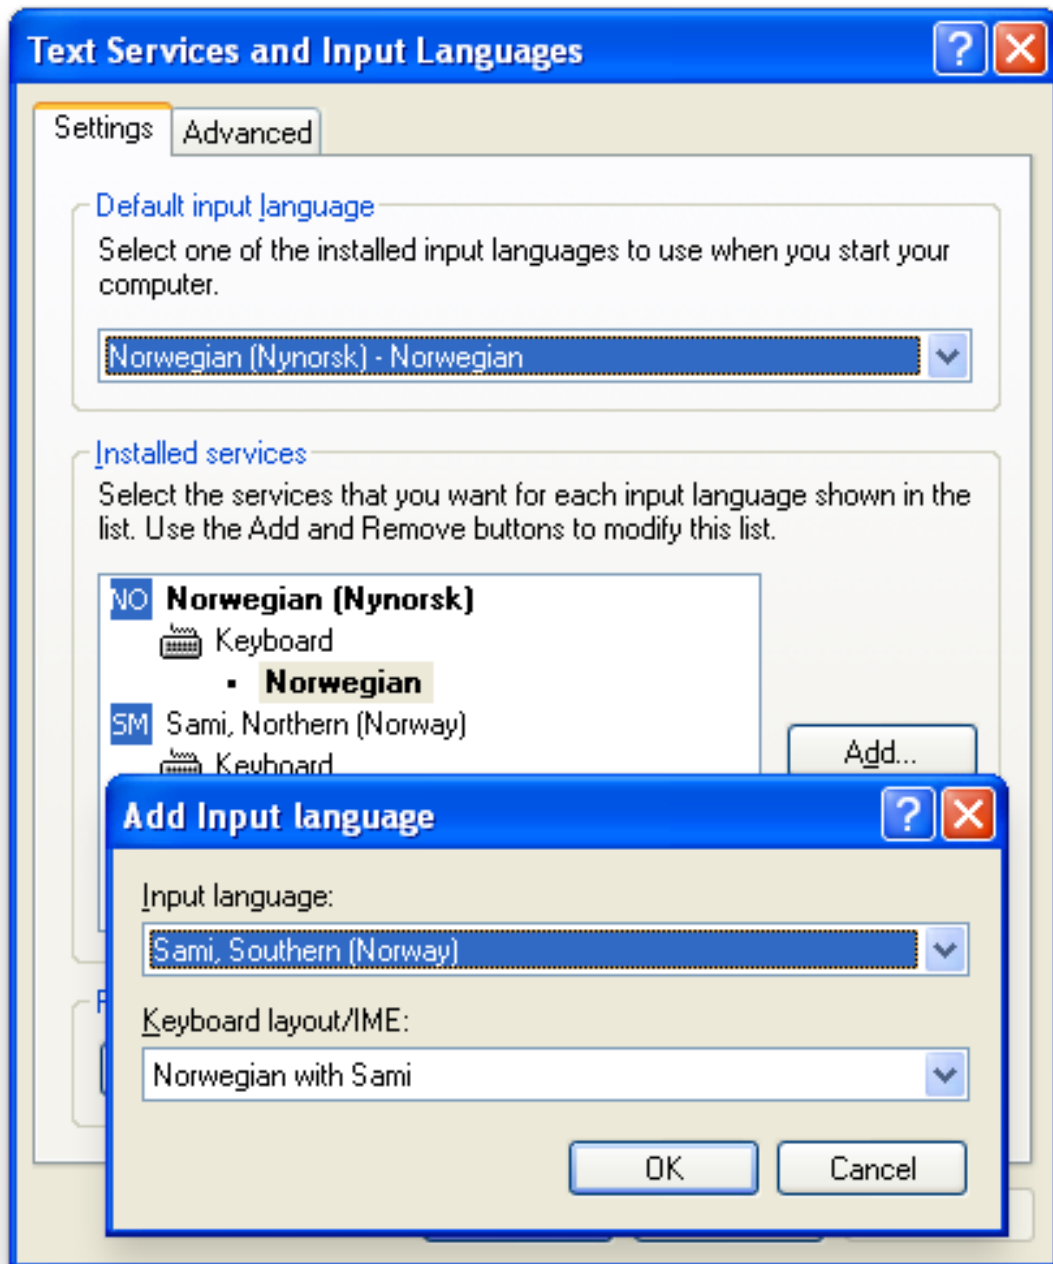 Text Services and Input Languages
Settings
Advanced
Default input language
Select one of the installed input languages to use when you start your
computer.
Norwegian (Nynorsk) - Norwegian
Installed services
Select the services that you want for each input language shown in the
list. Use the Add and Remove buttons to modify this list.
NO Norwegian (Nynorsk)
Keyboard
Norwegian
SM Sami, Northern (Norway)
Keyboard
Add...
Add Input language
Input language:
Sami, Southern (Norway)
Keyboard layout/IME:
Norwegian with Sami
OK
Cancel